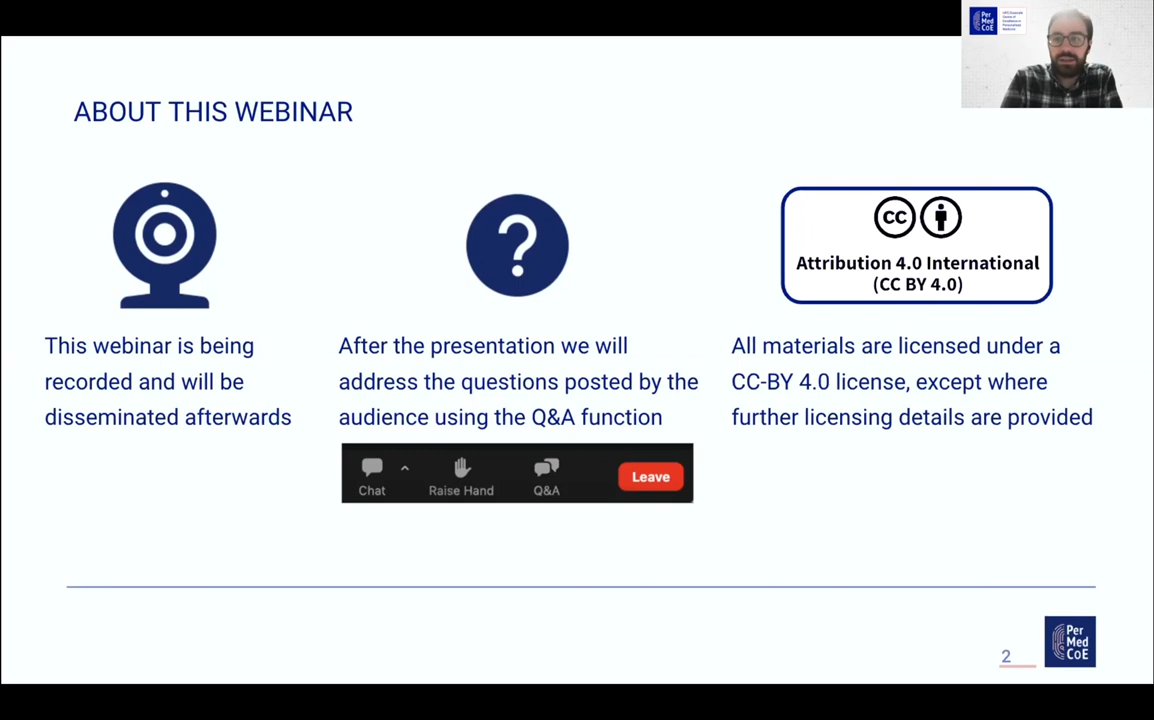 Per
Med
CoE
ABOUT THIS WEBINAR
CC
Attribution 4.0 International
(CC BY 4.0)
This webinar is being
recorded and will be
disseminated afterwards
After the presentation we will
address the questions posted by the
audience using the Q&A function
All materials are licensed under a
CC-BY 4.0 license, except where
further licensing details are provided
Chat
Raise Hand
Q&A
Leave
2
Per
Med
CoE